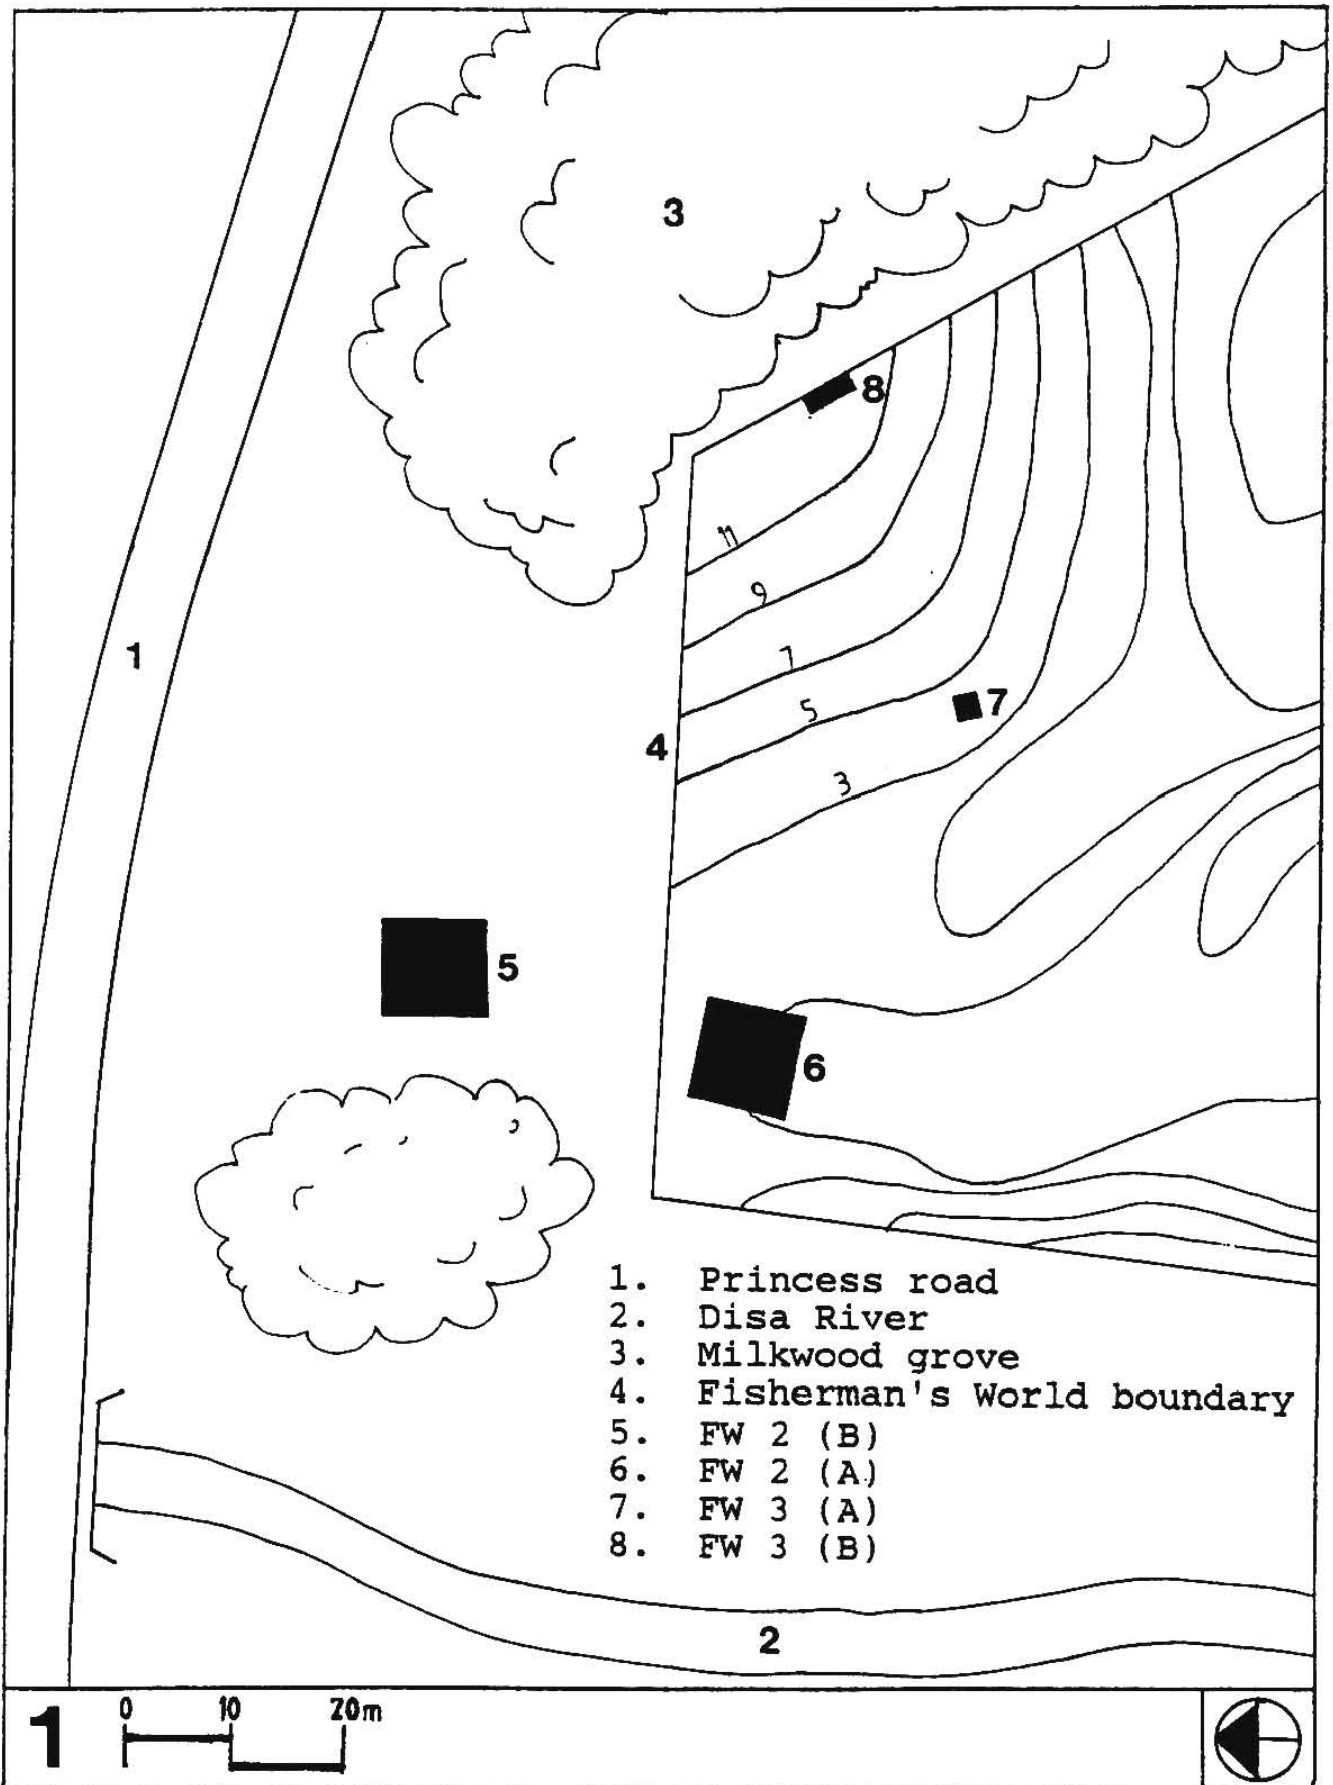 3
8
11
9
7
5
3
1
4
7
5
6
1. Princess road
2. Disa River
3. Milkwood grove
4. Fisherman's World boundary
5. FW 2 (B)
6. FW 2 (A)
7. FW 3 (A)
8. FW 3 (B)
2
1
0 10 20m